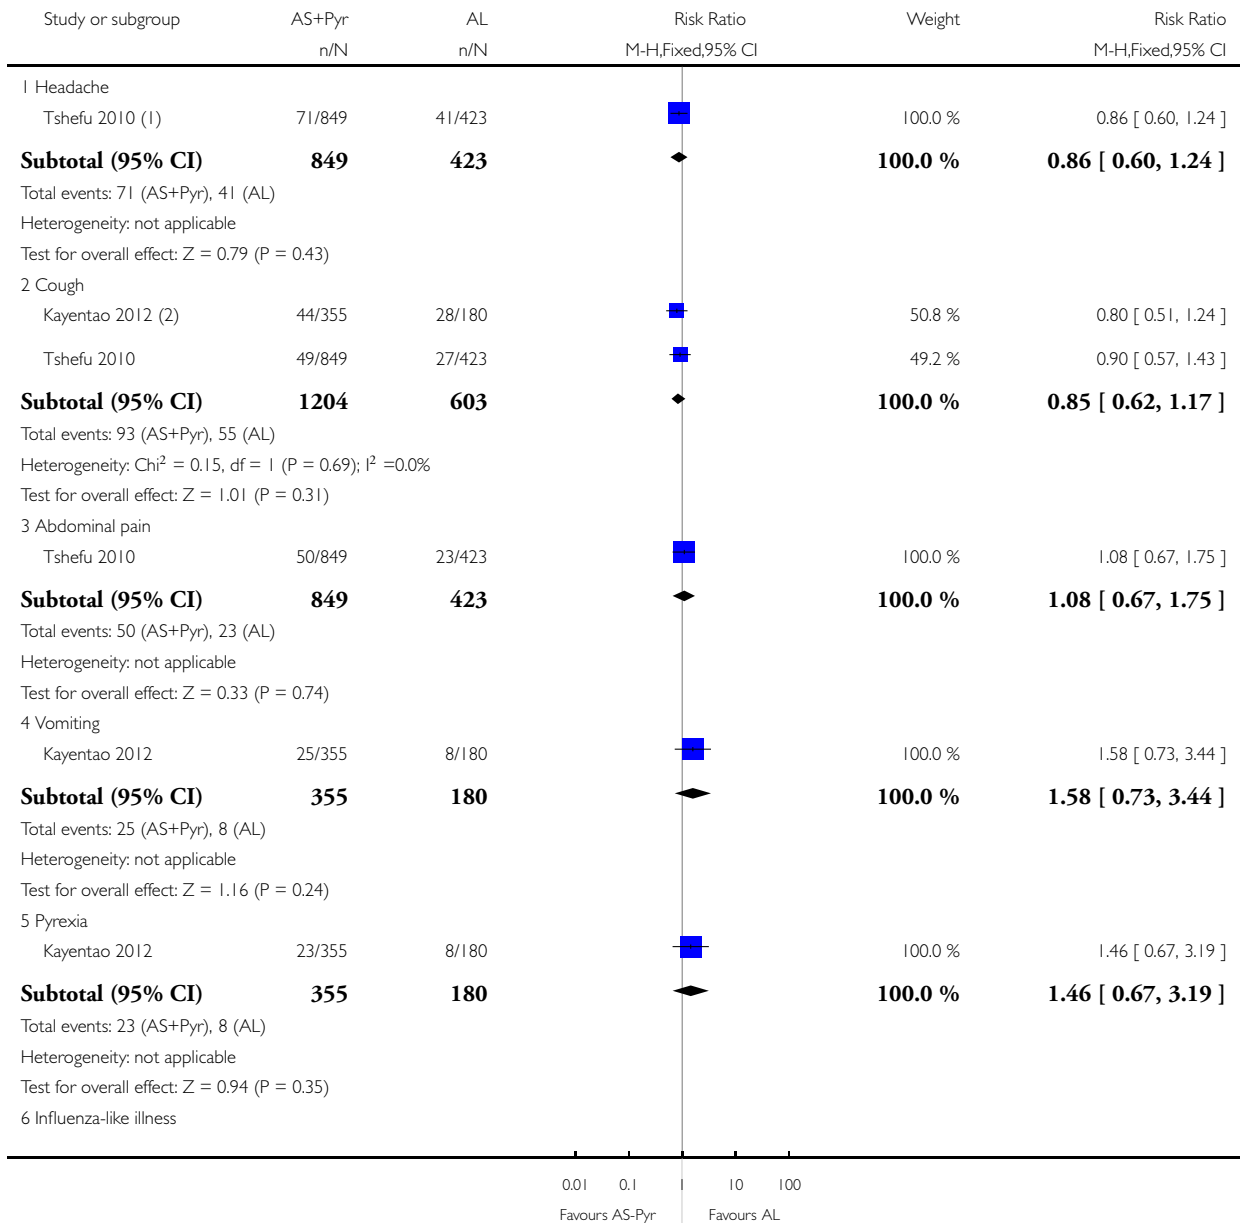 Study or subgroup AS+Pyr AL Risk Ratio Weight Risk Ratio
n/N n/N M-H,Fixed,95% CI M-H,Fixed,95% CI
1 Headache
Tshefu 2010 (1) 71/849 41/423 100.0 % 0.86 [ 0.60, 1.24 ]
Subtotal (95% CI) 849 423 100.0 % 0.86 [ 0.60, 1.24 ]
Total events: 71 (AS+Pyr), 41 (AL)
Heterogeneity: not applicable
Test for overall effect: Z = 0.79 (P = 0.43)
2 Cough
Kayentao 2012 (2) 44/355 28/180 50.8 % 0.80 [ 0.51, 1.24 ]
Tshefu 2010 49/849 27/423 49.2 % 0.90 [ 0.57, 1.43 ]
Subtotal (95% CI) 1204 603 100.0 % 0.85 [ 0.62, 1.17 ]
Total events: 93 (AS+Pyr), 55 (AL)
Heterogeneity: Chi² = 0.15, df = 1 (P = 0.69); I² =0.0%
Test for overall effect: Z = 1.01 (P = 0.31)
3 Abdominal pain
Tshefu 2010 50/849 23/423 100.0 % 1.08 [ 0.67, 1.75 ]
Subtotal (95% CI) 849 423 100.0 % 1.08 [ 0.67, 1.75 ]
Total events: 50 (AS+Pyr), 23 (AL)
Heterogeneity: not applicable
Test for overall effect: Z = 0.33 (P = 0.74)
4 Vomiting
Kayentao 2012 25/355 8/180 100.0 % 1.58 [ 0.73, 3.44 ]
Subtotal (95% CI) 355 180 100.0 % 1.58 [ 0.73, 3.44 ]
Total events: 25 (AS+Pyr), 8 (AL)
Heterogeneity: not applicable
Test for overall effect: Z = 1.16 (P = 0.24)
5 Pyrexia
Kayentao 2012 23/355 8/180 100.0 % 1.46 [ 0.67, 3.19 ]
Subtotal (95% CI) 355 180 100.0 % 1.46 [ 0.67, 3.19 ]
Total events: 23 (AS+Pyr), 8 (AL)
Heterogeneity: not applicable
Test for overall effect: Z = 0.94 (P = 0.35)
6 Influenza-like illness
0.01 0.1 1 10 100
Favours AS-Pyr Favours AL